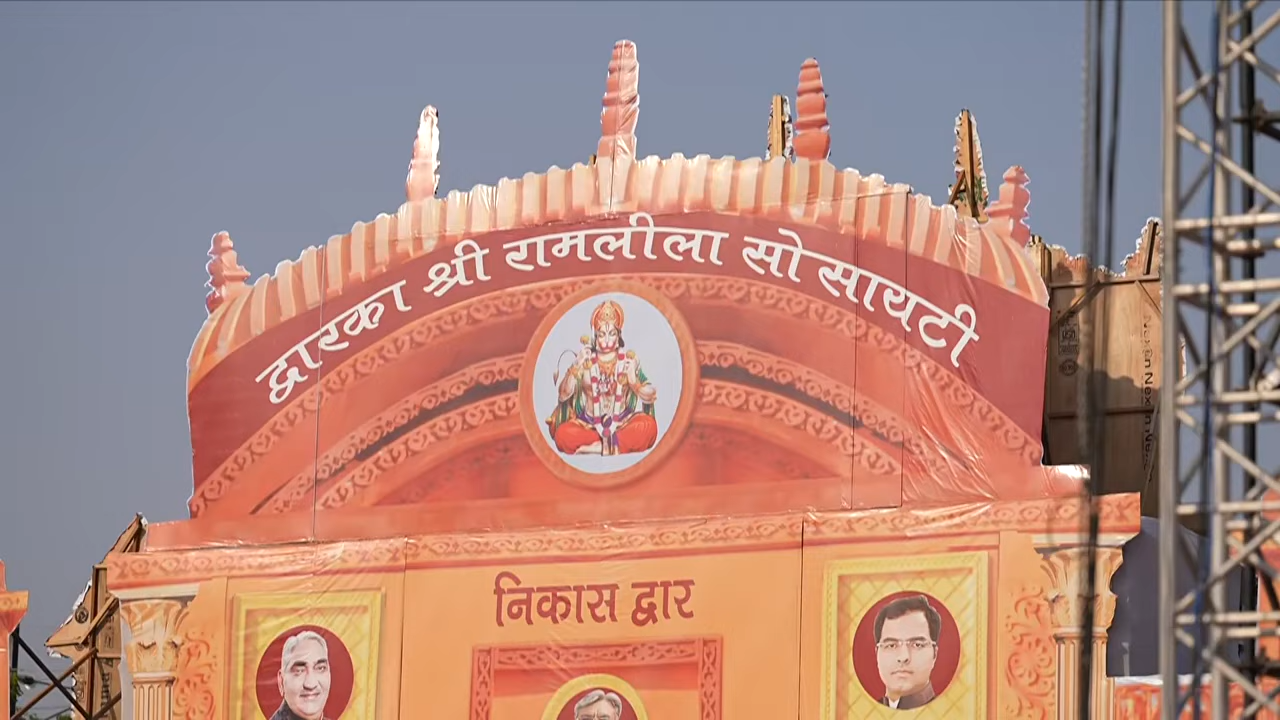 द्वारका श्री रामलीला सोसायटी
निकास द्वार